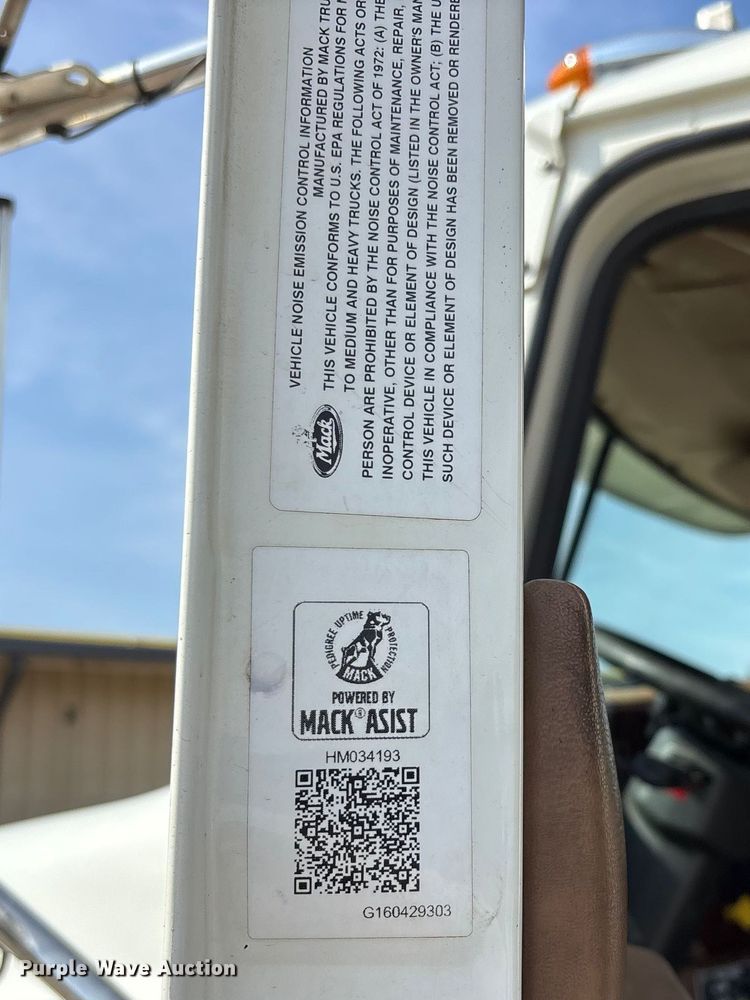 VEHICLE NOISE EMISSION CONTROL INFORMATION
MANUFACTURED BY MACK
THIS VEHICLE CONFORMS TO U.S. EPA REGULATIONS FOR
TO MEDIUM AND HEAVY TRUCKS. THE FOLLOWING ACTS OR
PERSON ARE PROHIBITED BY THE NOISE CONTROL ACT OF 1972: (A) THE
INOPERATIVE, OTHER THAN FOR PURPOSES OF MAINTENANCE, REPAIR,
CONTROL DEVICE OR ELEMENT OF DESIGN (LISTED IN THE OWNER'S
THIS VEHICLE IN COMPLIANCE WITH THE NOISE CONTROL ACT; (B) THE
SUCH DEVICE OR ELEMENT OF DESIGN HAS BEEN REMOVED OR
Mack
PEDIGREE UPTIME PROTECTION
MACK
POWERED BY
MACK® ASIST
HM034193
G160429303
Purple Wave Auction